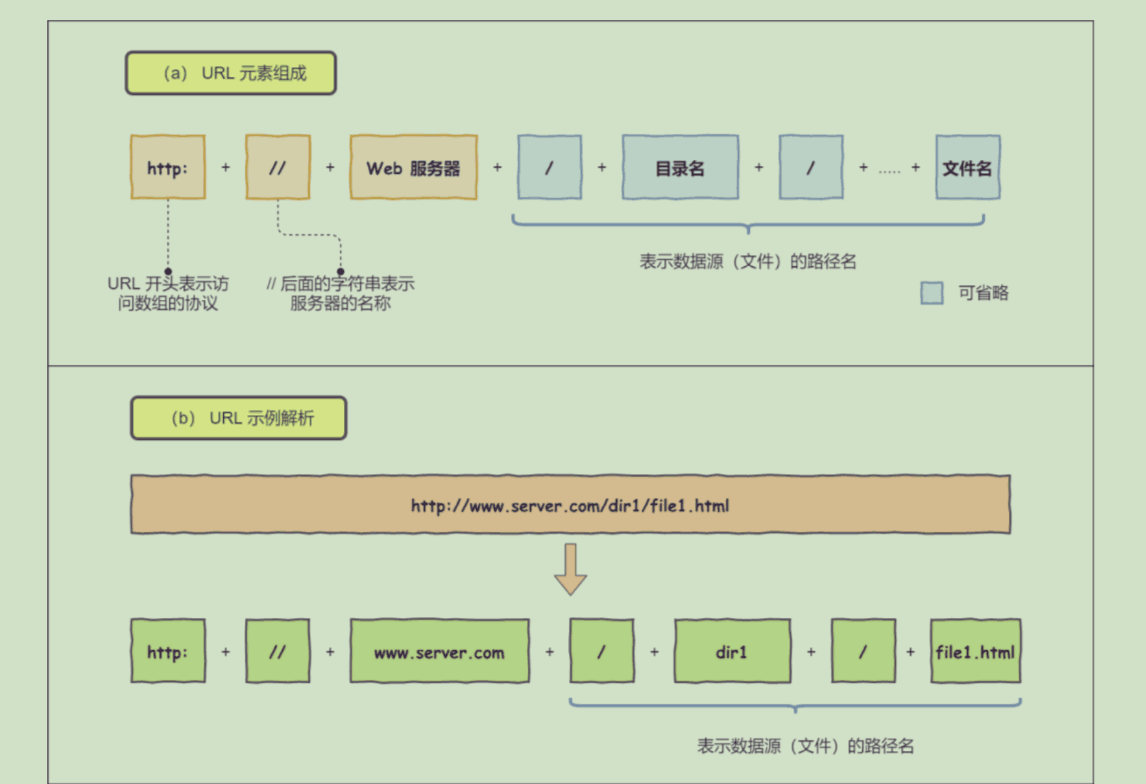 （a） URL 元素组成
http: + // + Web 服务器 + / + 目录名 + / + ..... + 文件名
表示数据源（文件）的路径名
URL 开头表示访
问数组的协议
// 后面的字符串表示
服务器的名称
可省略
（b） URL 示例解析
http://www.server.com/dir1/file1.html
http: + // + www.server.com + / + dir1 + / + file1.html
表示数据源（文件）的路径名